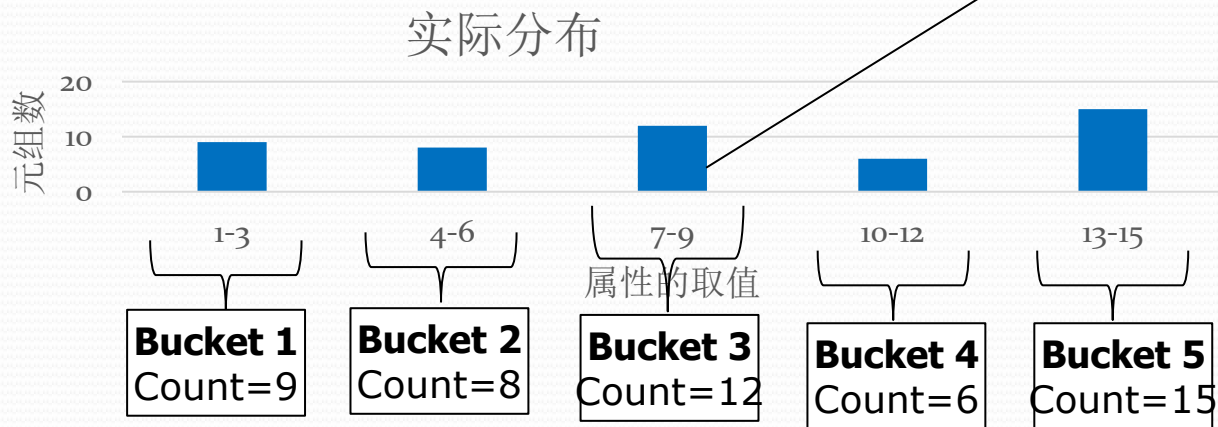 实际分布
元组数
20
10
0
1-3
4-6
7-9
10-12
13-15
属性的取值
Bucket 1
Count=9
Bucket 2
Count=8
Bucket 3
Count=12
Bucket 4
Count=6
Bucket 5
Count=15